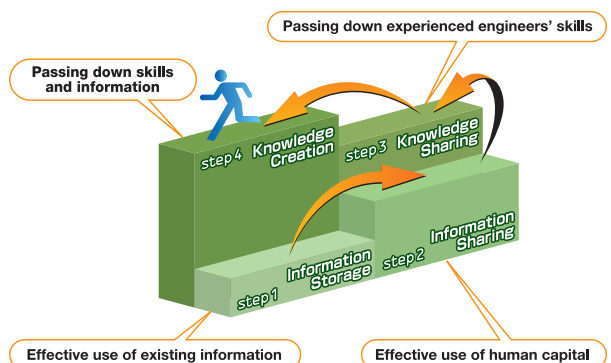 Passing down experienced engineers’ skills
Passing down skills
and information
step 4 Knowledge
Creation
step 3 Knowledge
Sharing
step 1 Information
Storage
step 2 Information
Sharing
Effective use of existing information
Effective use of human capital